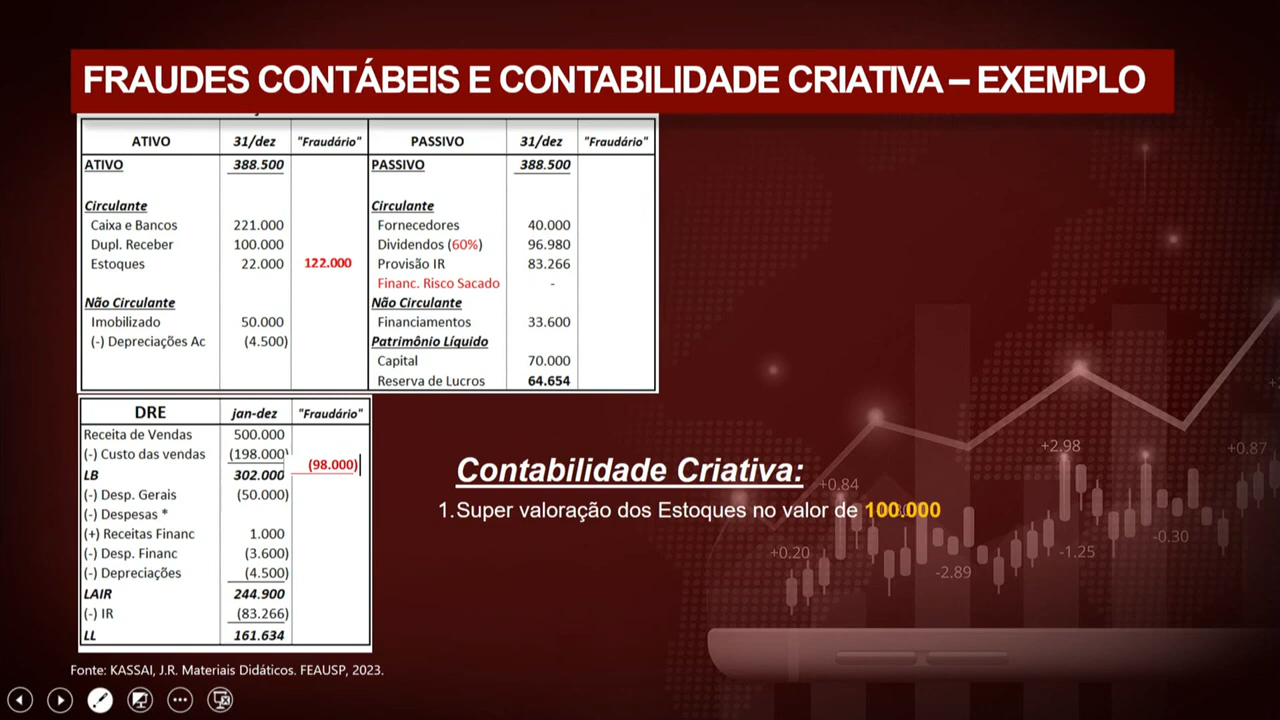 FRAUDES CONTÁBEIS E CONTABILIDADE CRIATIVA – EXEMPLO
ATIVO 31/dez "Fraudário" PASSIVO 31/dez "Fraudário"
ATIVO 388.500 PASSIVO 388.500
Circulante Circulante
Caixa e Bancos 221.000 Fornecedores 40.000
Dupl. Receber 100.000 Dividendos (60%) 96.980
Estoques 22.000 122.000 Provisão IR 83.266
Financ. Risco Sacado -
Não Circulante Não Circulante
Imobilizado 50.000 Financiamentos 33.600
(-) Depreciações Ac (4.500) Patrimônio Líquido
Capital 70.000
Reserva de Lucros 64.654
DRE jan-dez "Fraudário"
Receita de Vendas 500.000
(-) Custo das vendas (198.000) (98.000)
LB 302.000
(-) Desp. Gerais (50.000)
(-) Despesas *
(+) Receitas Financ 1.000
(-) Desp. Financ (3.600)
(-) Depreciações (4.500)
LAIR 244.900
(-) IR (83.266)
LL 161.634
Contabilidade Criativa:
1.Super valoração dos Estoques no valor de 100.000
+2.98
+0.87
+0.84
+0.20
-2.89
-1.25
-0.30
Fonte: KASSAI, J.R. Materiais Didáticos. FEAUSP, 2023.